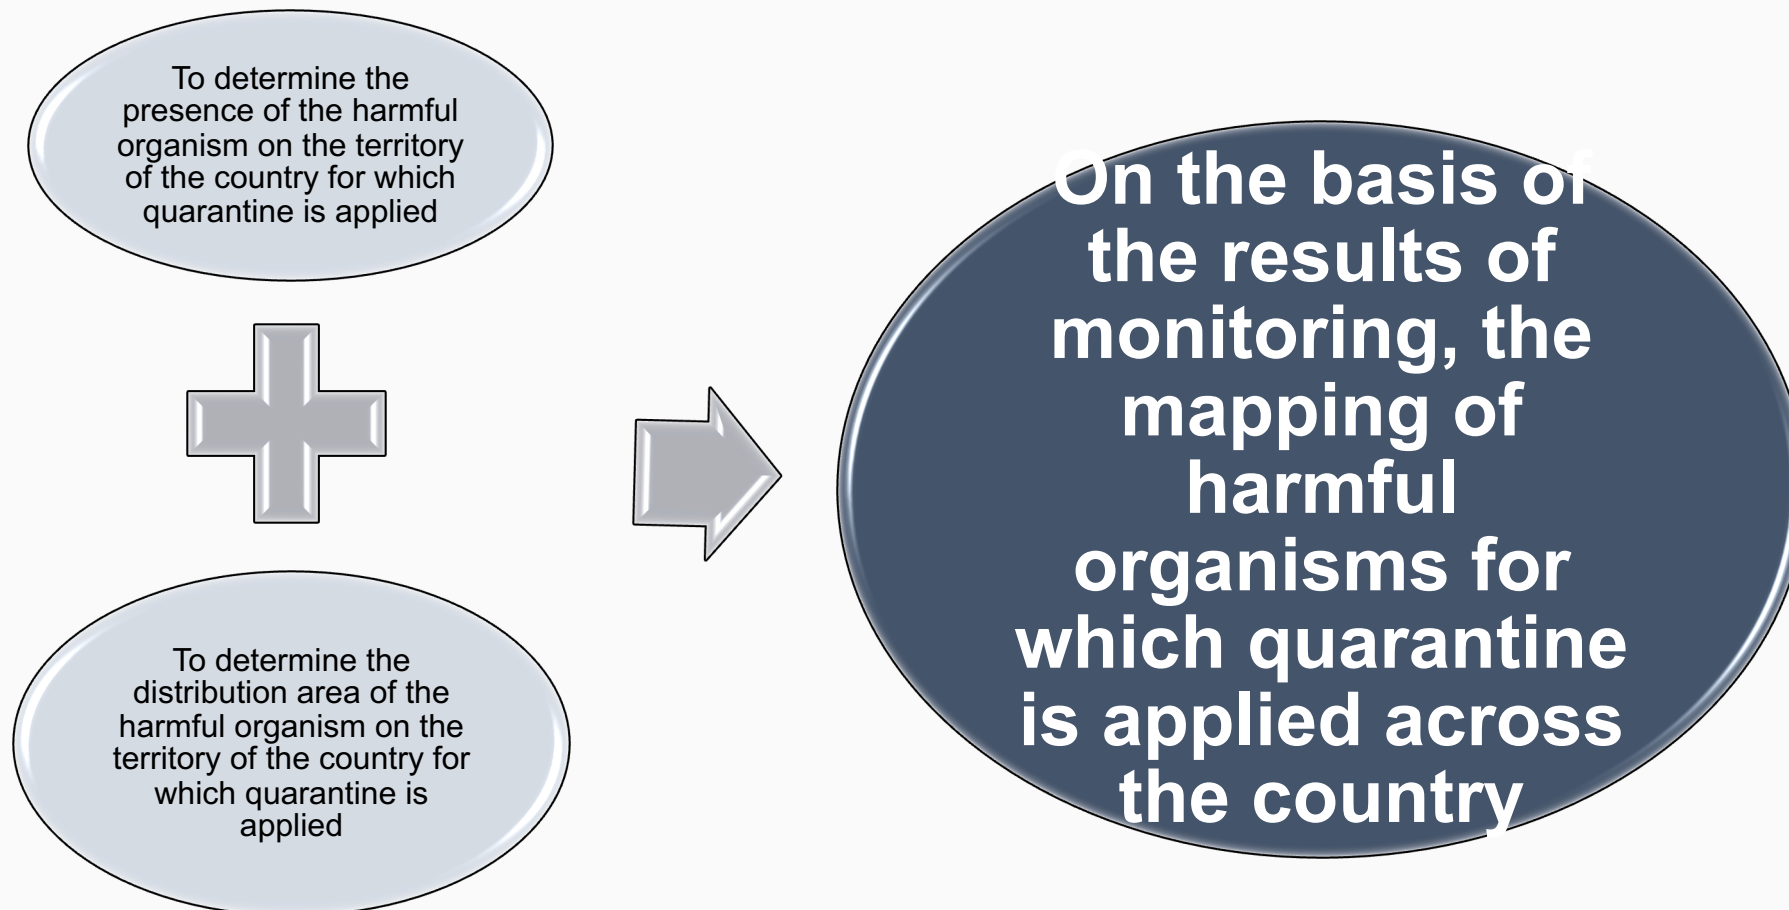 To determine the
presence of the harmful
organism on the territory
of the country for which
quarantine is applied
To determine the
distribution area of the
harmful organism on the
territory of the country for
which quarantine is
applied
On the basis of
the results of
monitoring, the
mapping of
harmful
organisms for
which quarantine
is applied across
the country